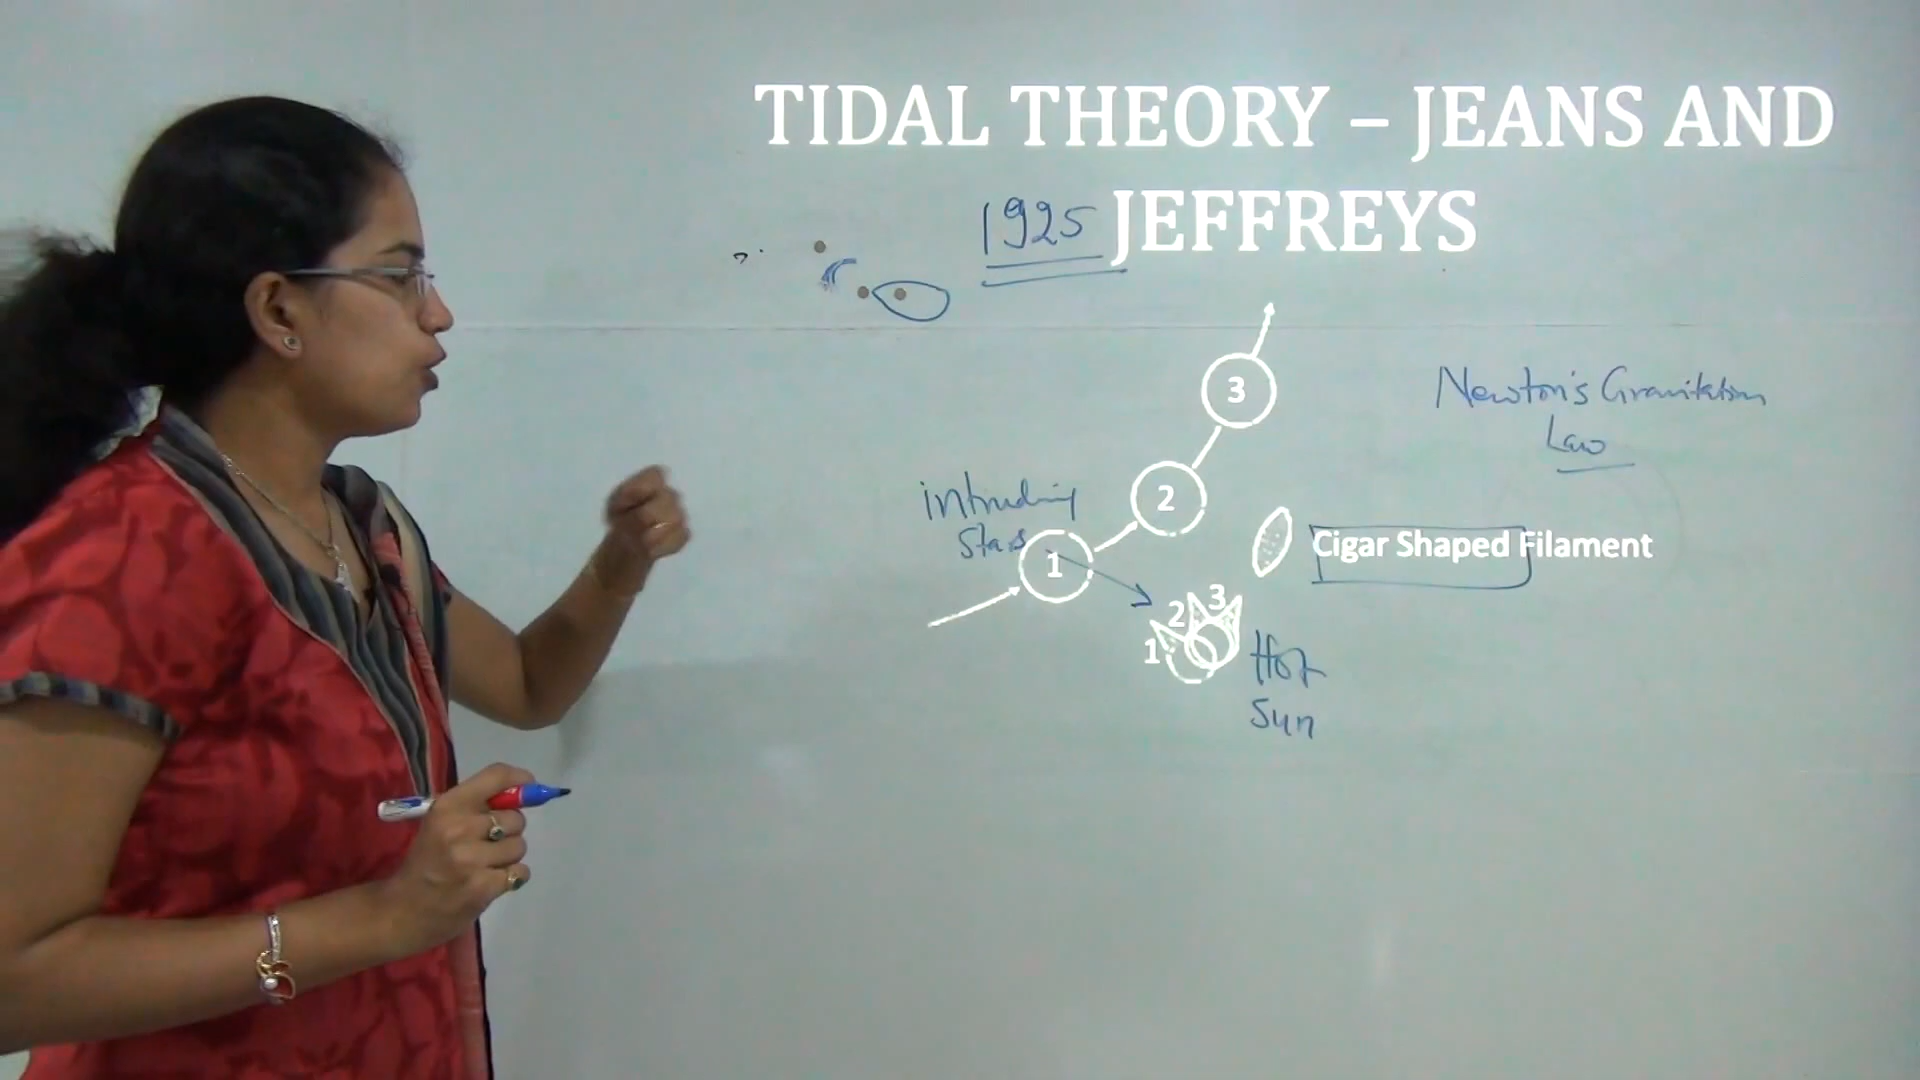 TIDAL THEORY – JEANS AND
JEFFREYS
1925
3
Newton's Gravitation
Law
2
intruding
Stars
1
Cigar Shaped Filament
3
2
1
Hot
Sun